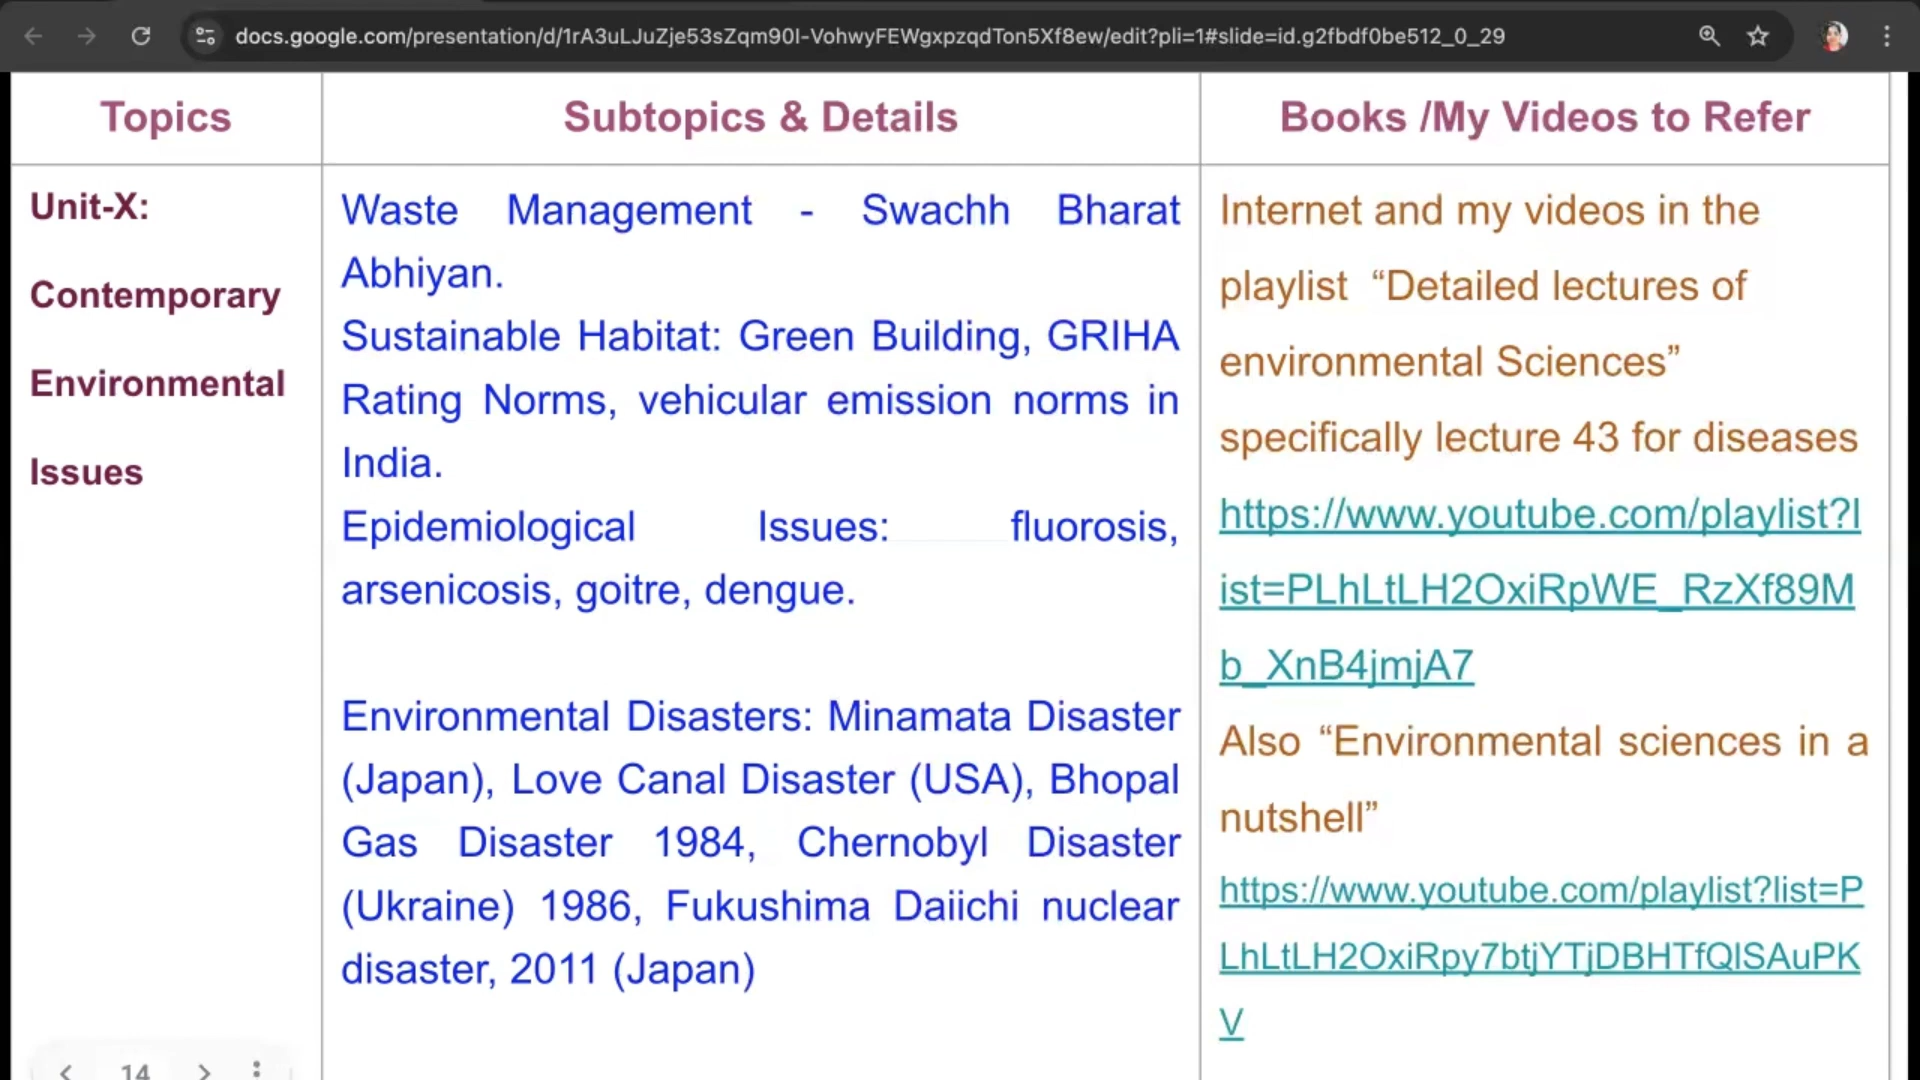 docs.google.com/presentation/d/1rA3uLJuZje53sZqm90I-VohwyFEWgxpzqdTon5Xf8ew/edit?pli=1#slide=id.g2fbdf0be512_0_29
Topics
Subtopics & Details
Books /My Videos to Refer
Unit-X:
Contemporary
Environmental
Issues
Waste Management - Swachh Bharat
Abhiyan.
Sustainable Habitat: Green Building, GRIHA
Rating Norms, vehicular emission norms in
India.
Epidemiological Issues: fluorosis,
arsenicosis, goitre, dengue.
Environmental Disasters: Minamata Disaster
(Japan), Love Canal Disaster (USA), Bhopal
Gas Disaster 1984, Chernobyl Disaster
(Ukraine) 1986, Fukushima Daiichi nuclear
disaster, 2011 (Japan)
Internet and my videos in the
playlist “Detailed lectures of
environmental Sciences”
specifically lecture 43 for diseases
https://www.youtube.com/playlist?l
ist=PLhLtLH2OxiRpWE_RzXf89M
b_XnB4jmjA7
Also “Environmental sciences in a
nutshell”
https://www.youtube.com/playlist?list=P
LhLtLH2OxiRpy7btjYTjDBHTfQlSAuPK
V
14